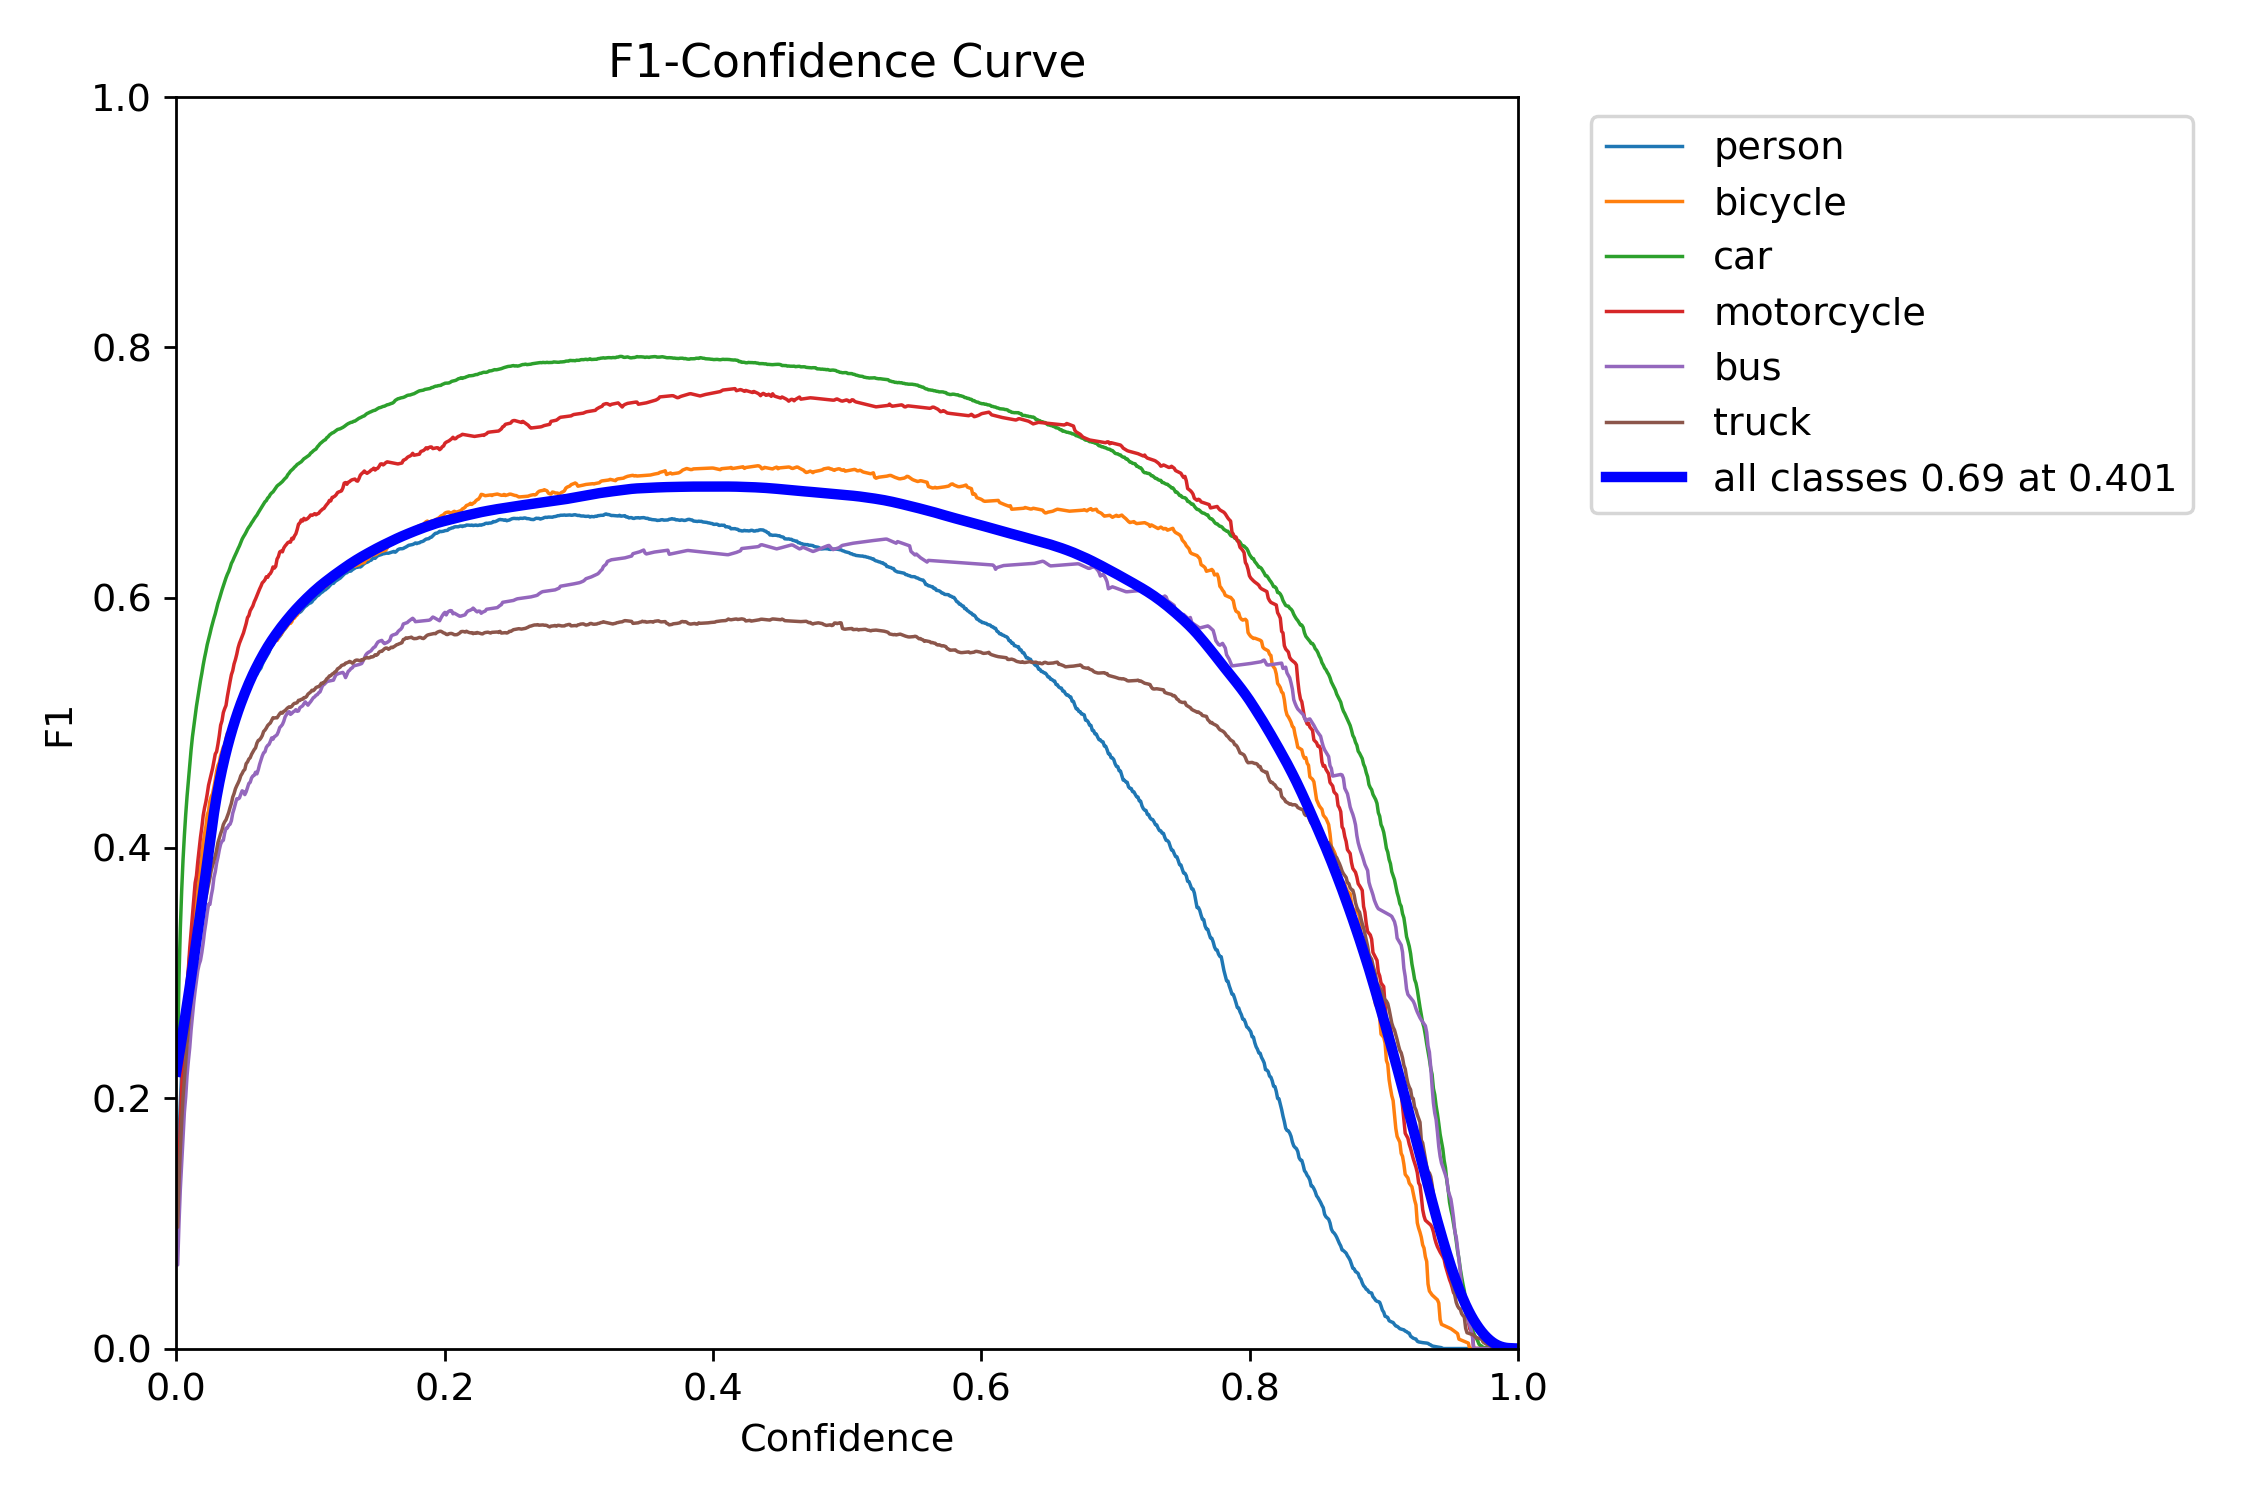 F1-Confidence Curve
1.0
0.8
0.6
0.4
0.2
0.0
F1
0.0 0.2 0.4 0.6 0.8 1.0
Confidence
person
bicycle
car
motorcycle
bus
truck
all classes 0.69 at 0.401